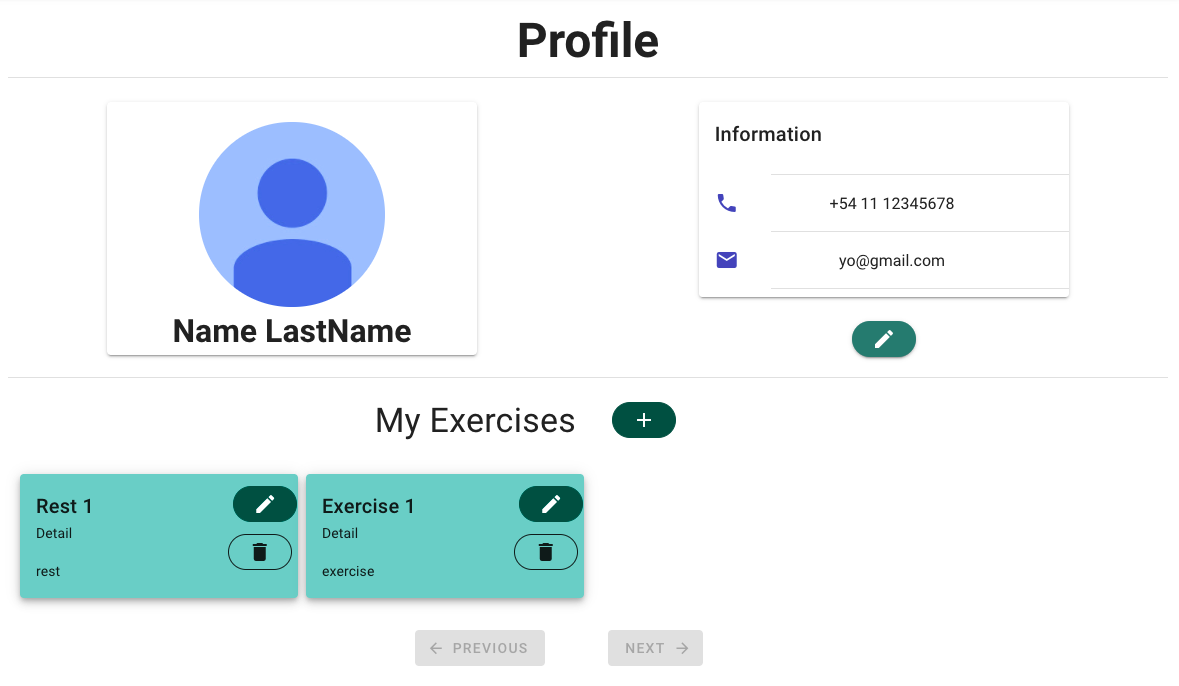 Profile
Name LastName
Information
+54 11 12345678
yo@gmail.com
My Exercises
Rest 1
Detail
rest
Exercise 1
Detail
exercise
PREVIOUS
NEXT